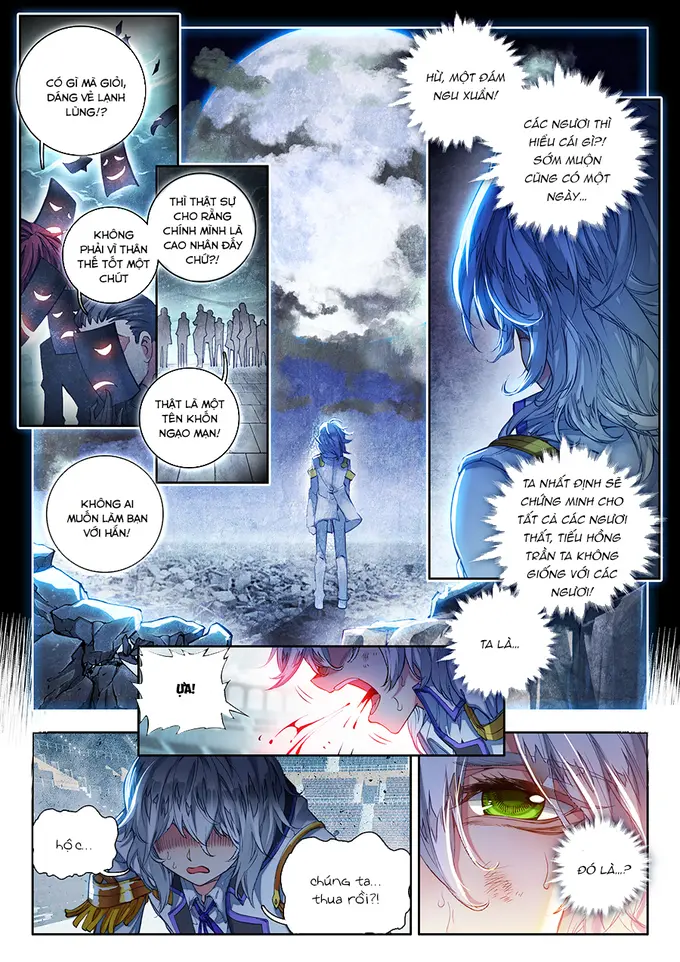 CÓ GÌ MÀ GIỎI,
DÁNG VẺ LẠNH
LÙNG!?
KHÔNG
PHẢI VÌ THÂN
THẾ TỐT MỘT
CHÚT
THÌ THẬT SỰ
CHO RẰNG
CHÍNH MÌNH LÀ
CAO NHÂN ĐẤY
CHỨ?!
THẬT LÀ MỘT
TÊN KHỐN
NGẠO MẠN!
KHÔNG AI
MUỐN LÀM BẠN
VỚI HẮN!
HỪ, MỘT ĐÁM
NGU XUẨN!
CÁC NGƯƠI THÌ
HIỂU CÁI GÌ?!
SỚM MUỘN
CŨNG CÓ MỘT
NGÀY...
TA NHẤT ĐỊNH SẼ
CHỨNG MINH CHO
TẤT CẢ CÁC NGƯƠI
THẤT, TIẾU HỒNG
TRẦN TA KHÔNG
GIỐNG VỚI CÁC
NGƯƠI!
TA LÀ...
ỰA!
HỘC...
CHÚNG TA...
THUA RỒI?!
ĐÓ LÀ...?